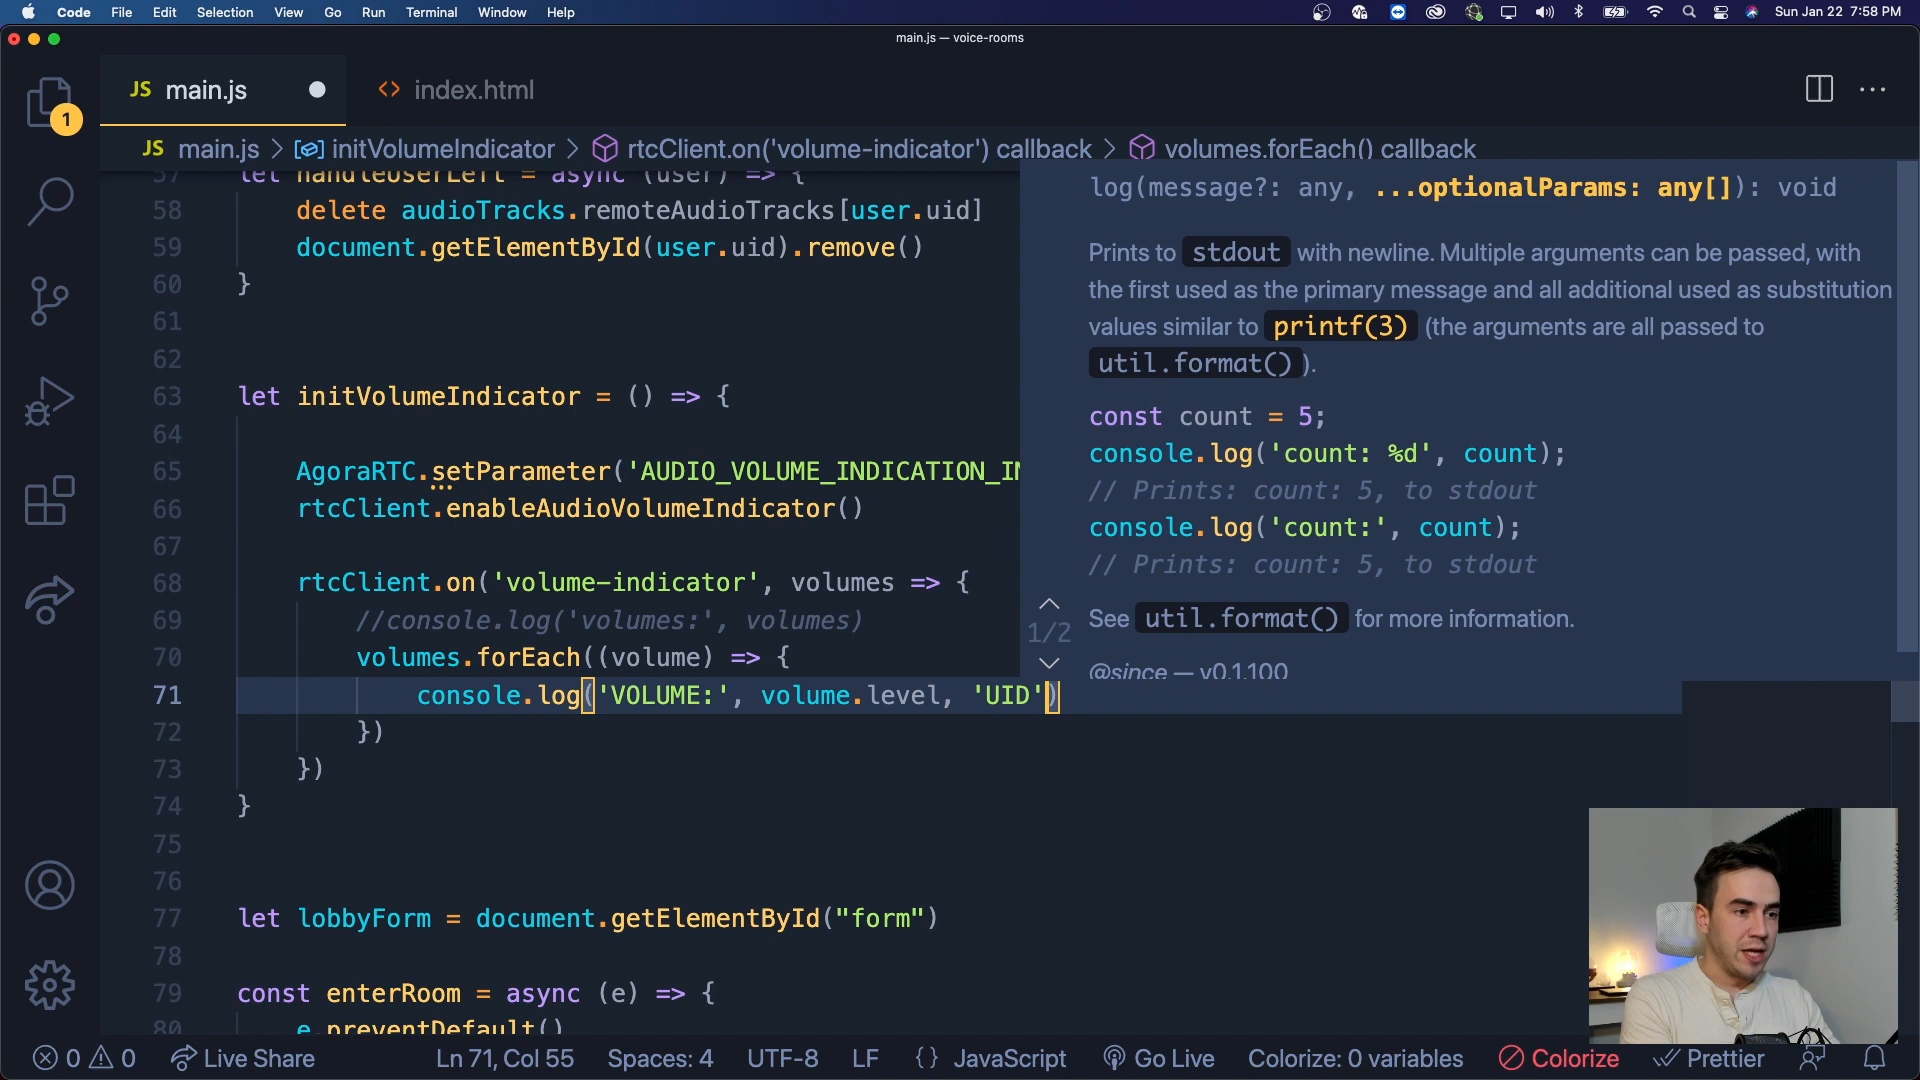 Code File Edit Selection View Go Run Terminal Window Help Sun Jan 22 7:58 PM
main.js — voice-rooms
JS main.js
<> index.html
1
JS main.js > initVolumeIndicator > rtcClient.on('volume-indicator') callback > volumes.forEach() callback
57 let handleUserLeft = async (user) => {
58 delete audioTracks.remoteAudioTracks[user.uid]
59 document.getElementById(user.uid).remove()
60 }
61
62
63 let initVolumeIndicator = () => {
64
65 AgoraRTC.setParameter('AUDIO_VOLUME_INDICATION_IN
66 rtcClient.enableAudioVolumeIndicator()
67
68 rtcClient.on('volume-indicator', volumes => {
69 //console.log('volumes:', volumes)
70 volumes.forEach((volume) => {
71 console.log('VOLUME:', volume.level, 'UID')
72 })
73 })
74 }
75
76
77 let lobbyForm = document.getElementById("form")
78
79 const enterRoom = async (e) => {
80 e.preventDefault()
log(message?: any, ...optionalParams: any[]): void
Prints to stdout with newline. Multiple arguments can be passed, with
the first used as the primary message and all additional used as substitution
values similar to printf(3) (the arguments are all passed to
util.format() ).
const count = 5;
console.log('count: %d', count);
// Prints: count: 5, to stdout
console.log('count:', count);
// Prints: count: 5, to stdout
1/2
See util.format() for more information.
@since — v0.1.100
0 0 Live Share Ln 71, Col 55 Spaces: 4 UTF-8 LF {} JavaScript Go Live Colorize: 0 variables Colorize Prettier